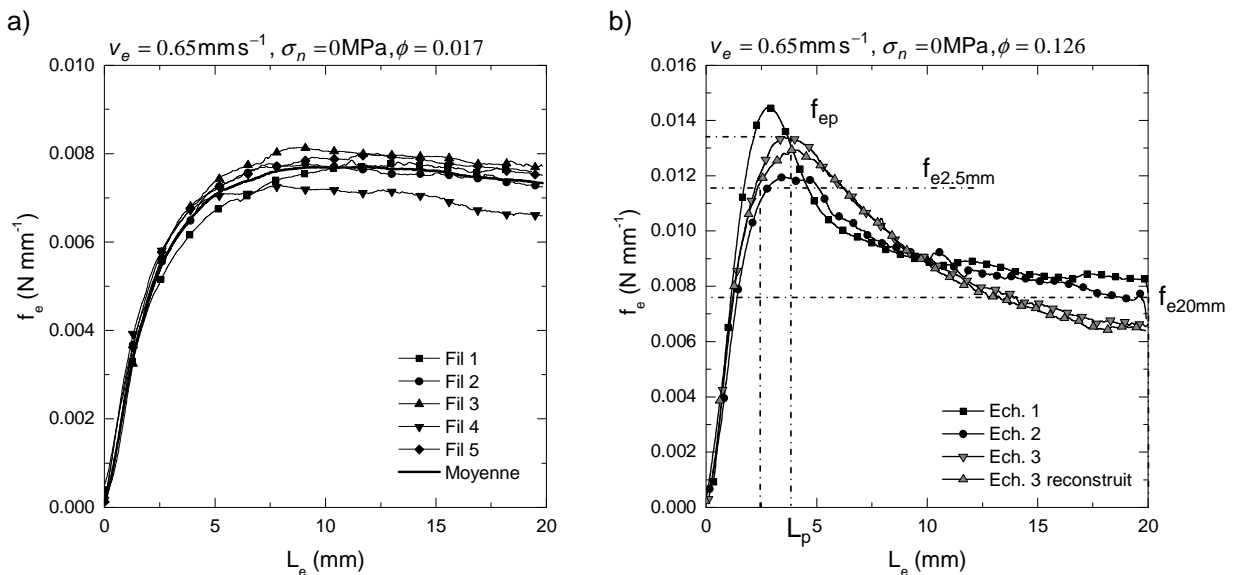 a)
v_e = 0.65mm s⁻¹, σ_n =0MPa, ϕ = 0.017
0.010
0.008
0.006
0.004
0.002
0.000
f_e (N mm⁻¹)
0 5 10 15 20
L_e (mm)
Fil 1
Fil 2
Fil 3
Fil 4
Fil 5
Moyenne
b)
v_e = 0.65mm s⁻¹, σ_n =0MPa, ϕ = 0.126
0.016
0.014
0.012
0.010
0.008
0.006
0.004
0.002
0.000
f_e (N mm⁻¹)
f_ep
f_e2.5mm
f_e20mm
Ech. 1
Ech. 2
Ech. 3
Ech. 3 reconstruit
0 L_p 5 10 15 20
L_e (mm)